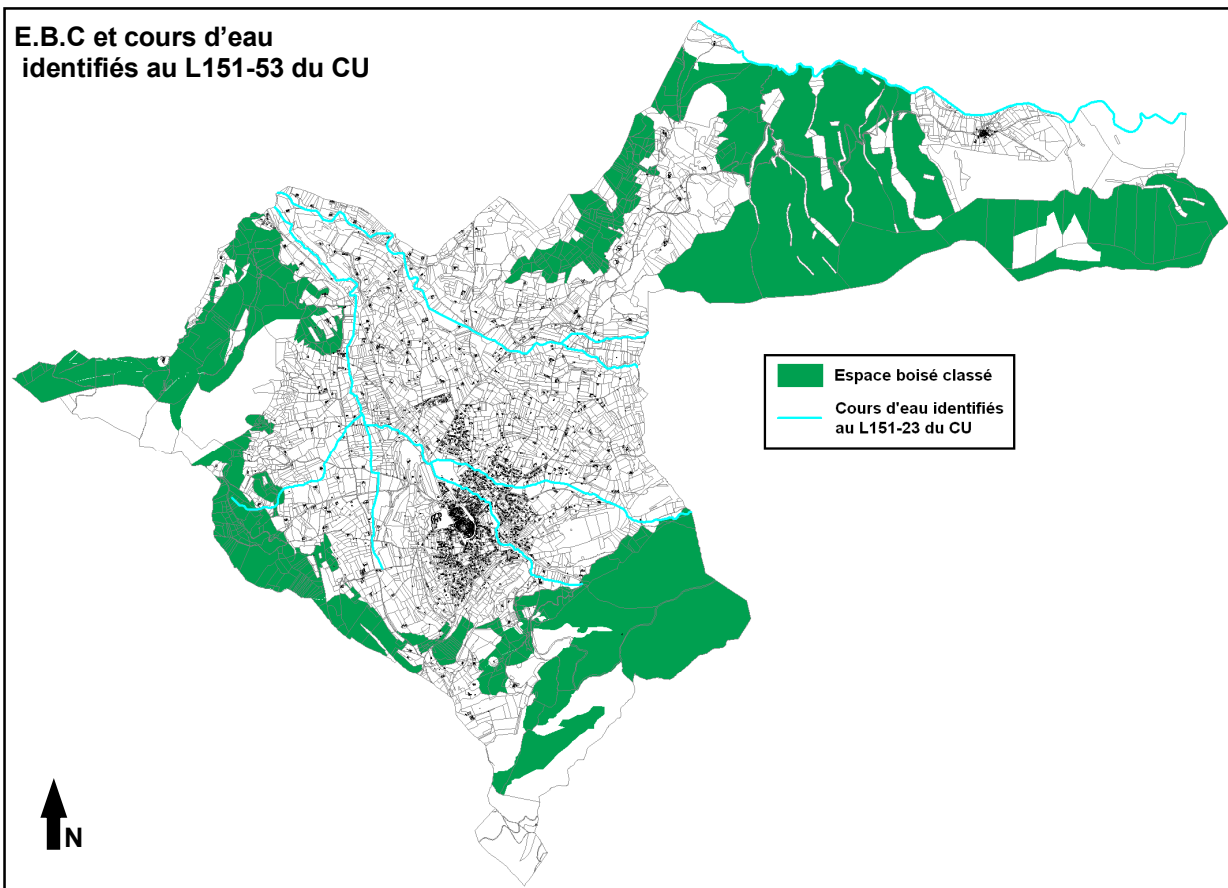 E.B.C et cours d’eau
identifiés au L151-53 du CU
Espace boisé classé
Cours d'eau identifiés
au L151-23 du CU
N